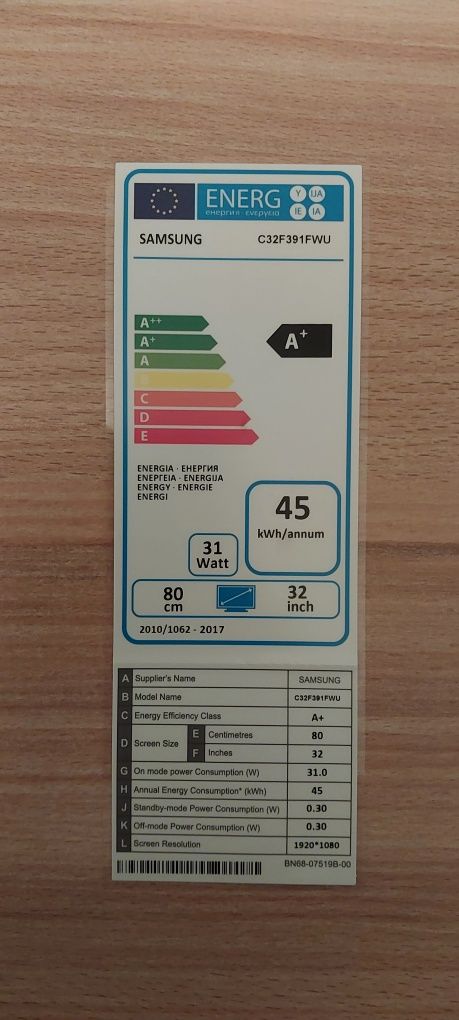 ENERG
енергия · ενεργεια
Y
IJA
IE
IA
SAMSUNG C32F391FWU
A++
A+
A
B
C
D
E
A+
ENERGIA · ЕНЕРГИЯ
ΕΝΕΡΓΕΙΑ · ENERGIJA
ENERGY · ENERGIE
ENERGI
45
kWh/annum
31
Watt
80
cm
32
inch
2010/1062 - 2017
A Supplier's Name SAMSUNG
B Model Name C32F391FWU
C Energy Efficiency Class A+
D Screen Size E Centimetres 80
F Inches 32
G On mode power Consumption (W) 31.0
H Annual Energy Consumption* (kWh) 45
J Standby-mode Power Consumption (W) 0.30
K Off-mode Power Consumption (W) 0.30
L Screen Resolution 1920*1080
BN68-07519B-00